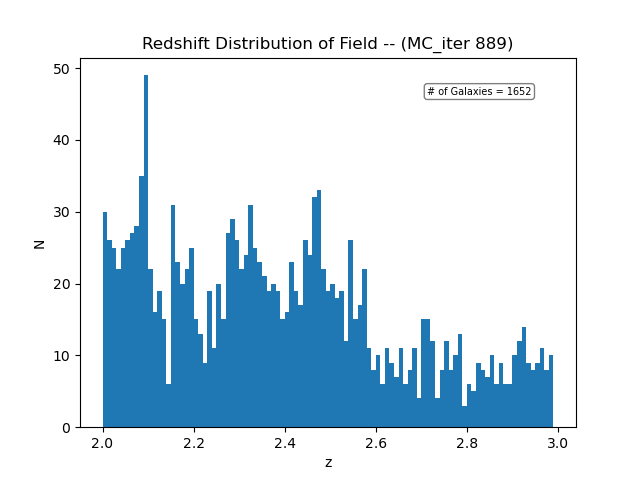 Redshift Distribution of Field -- (MC_iter 889)
# of Galaxies = 1652
50
40
30
20
10
0
N
2.0 2.2 2.4 2.6 2.8 3.0
z